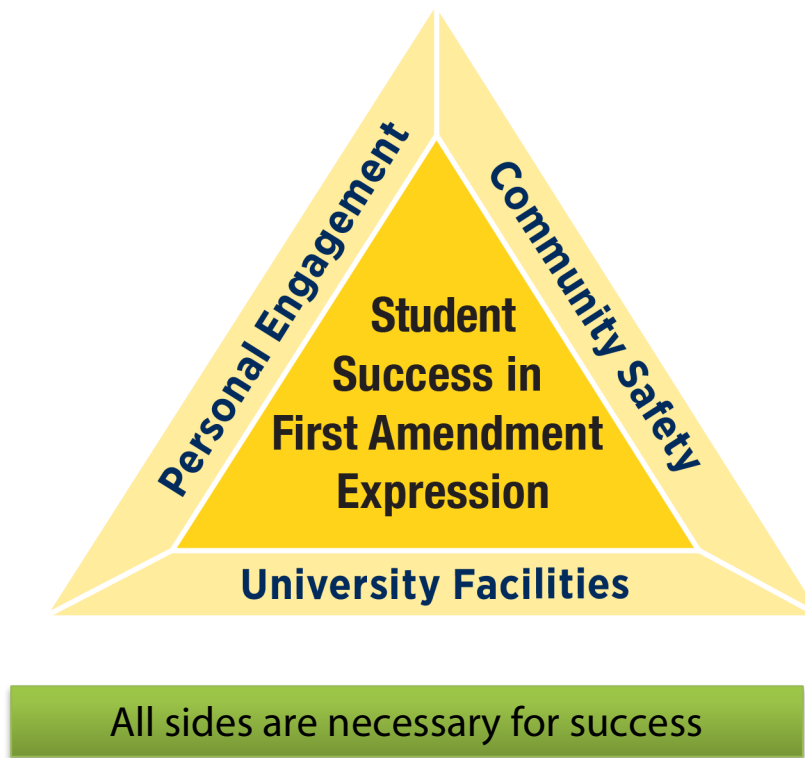 Personal Engagement
Community Safety
Student
Success in
First Amendment
Expression
University Facilities
All sides are necessary for success